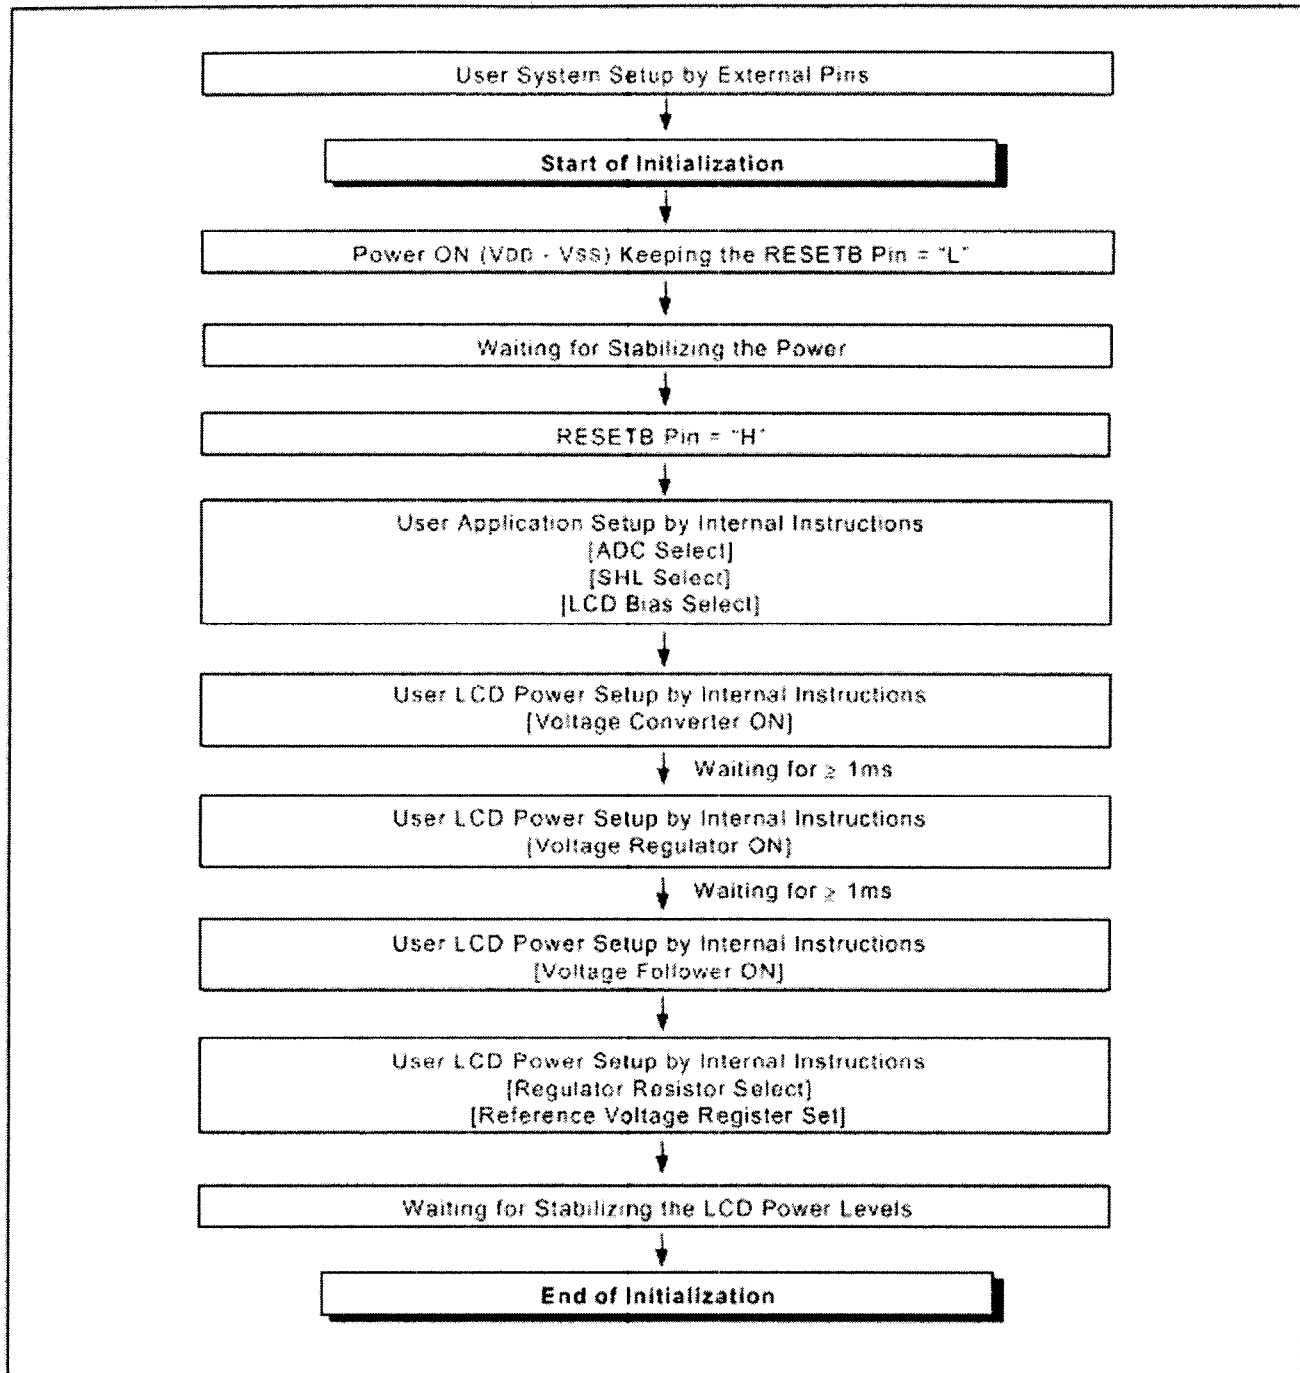 User System Setup by External Pins
Start of Initialization
Power ON (VDD - VSS) Keeping the RESETB Pin = "L"
Waiting for Stabilizing the Power
RESETB Pin = "H"
User Application Setup by Internal Instructions
[ADC Select]
[SHL Select]
[LCD Bias Select]
User LCD Power Setup by Internal Instructions
[Voltage Converter ON]
Waiting for ≥ 1ms
User LCD Power Setup by Internal Instructions
[Voltage Regulator ON]
Waiting for ≥ 1ms
User LCD Power Setup by Internal Instructions
[Voltage Follower ON]
User LCD Power Setup by Internal Instructions
[Regulator Resistor Select]
[Reference Voltage Register Set]
Waiting for Stabilizing the LCD Power Levels
End of Initialization